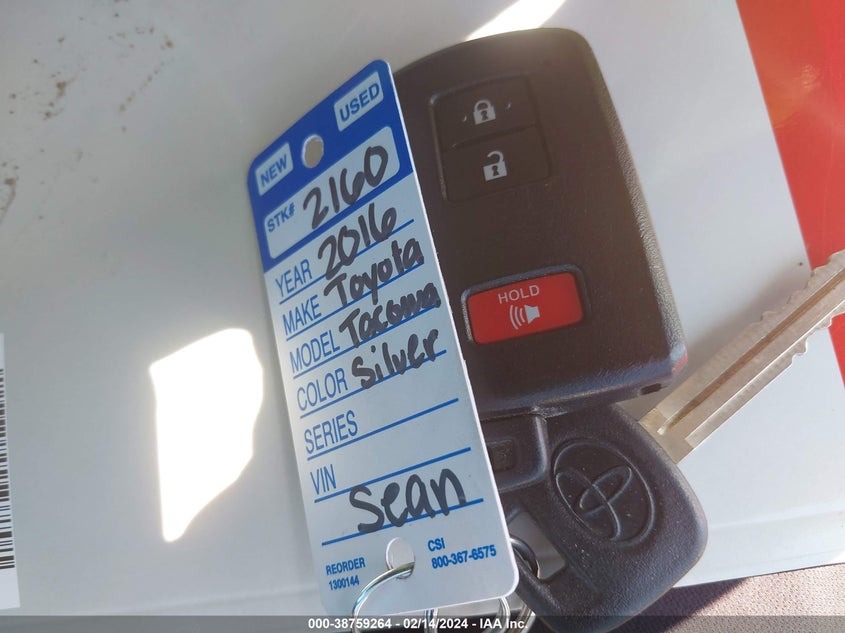 NEW USED
STK# 2160
YEAR 2016
MAKE Toyota
MODEL Tacoma
COLOR Silver
SERIES
VIN
Sean
REORDER
1300144
CSI
800-367-6575
HOLD
000-38759264 - 02/14/2024 - IAA Inc.